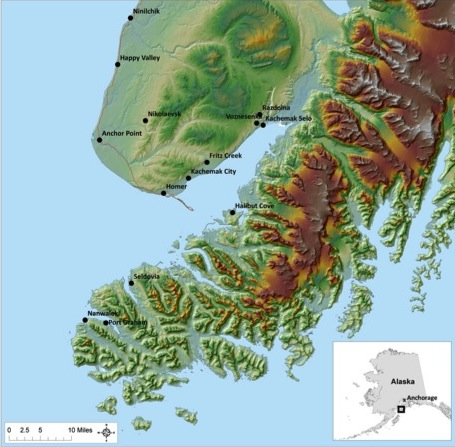 Ninilchik
Happy Valley
Razdolna
Nikolaevsk
Voznesenka
Kachemak Selo
Anchor Point
Fritz Creek
Kachemak City
Homer
Halibut Cove
Seldovia
Nanwalek
Port Graham
Alaska
Anchorage
0 2.5 5 10 Miles